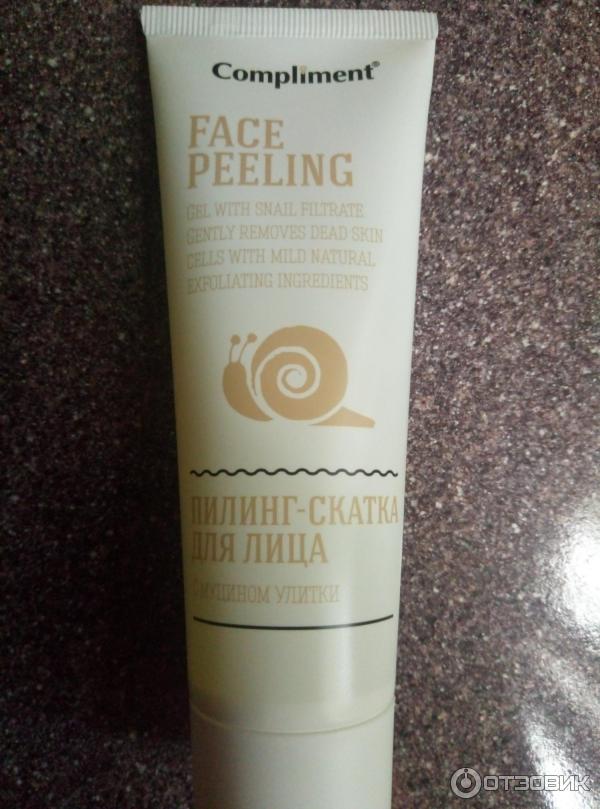 Compliment®
FACE
PEELING
GEL WITH SNAIL FILTRATE
GENTLY REMOVES DEAD SKIN
CELLS WITH MILD NATURAL
EXFOLIATING INGREDIENTS
ПИЛИНГ-СКАТКА
ДЛЯ ЛИЦА
С МУЦИНОМ УЛИТКИ
ОТЗОВИК